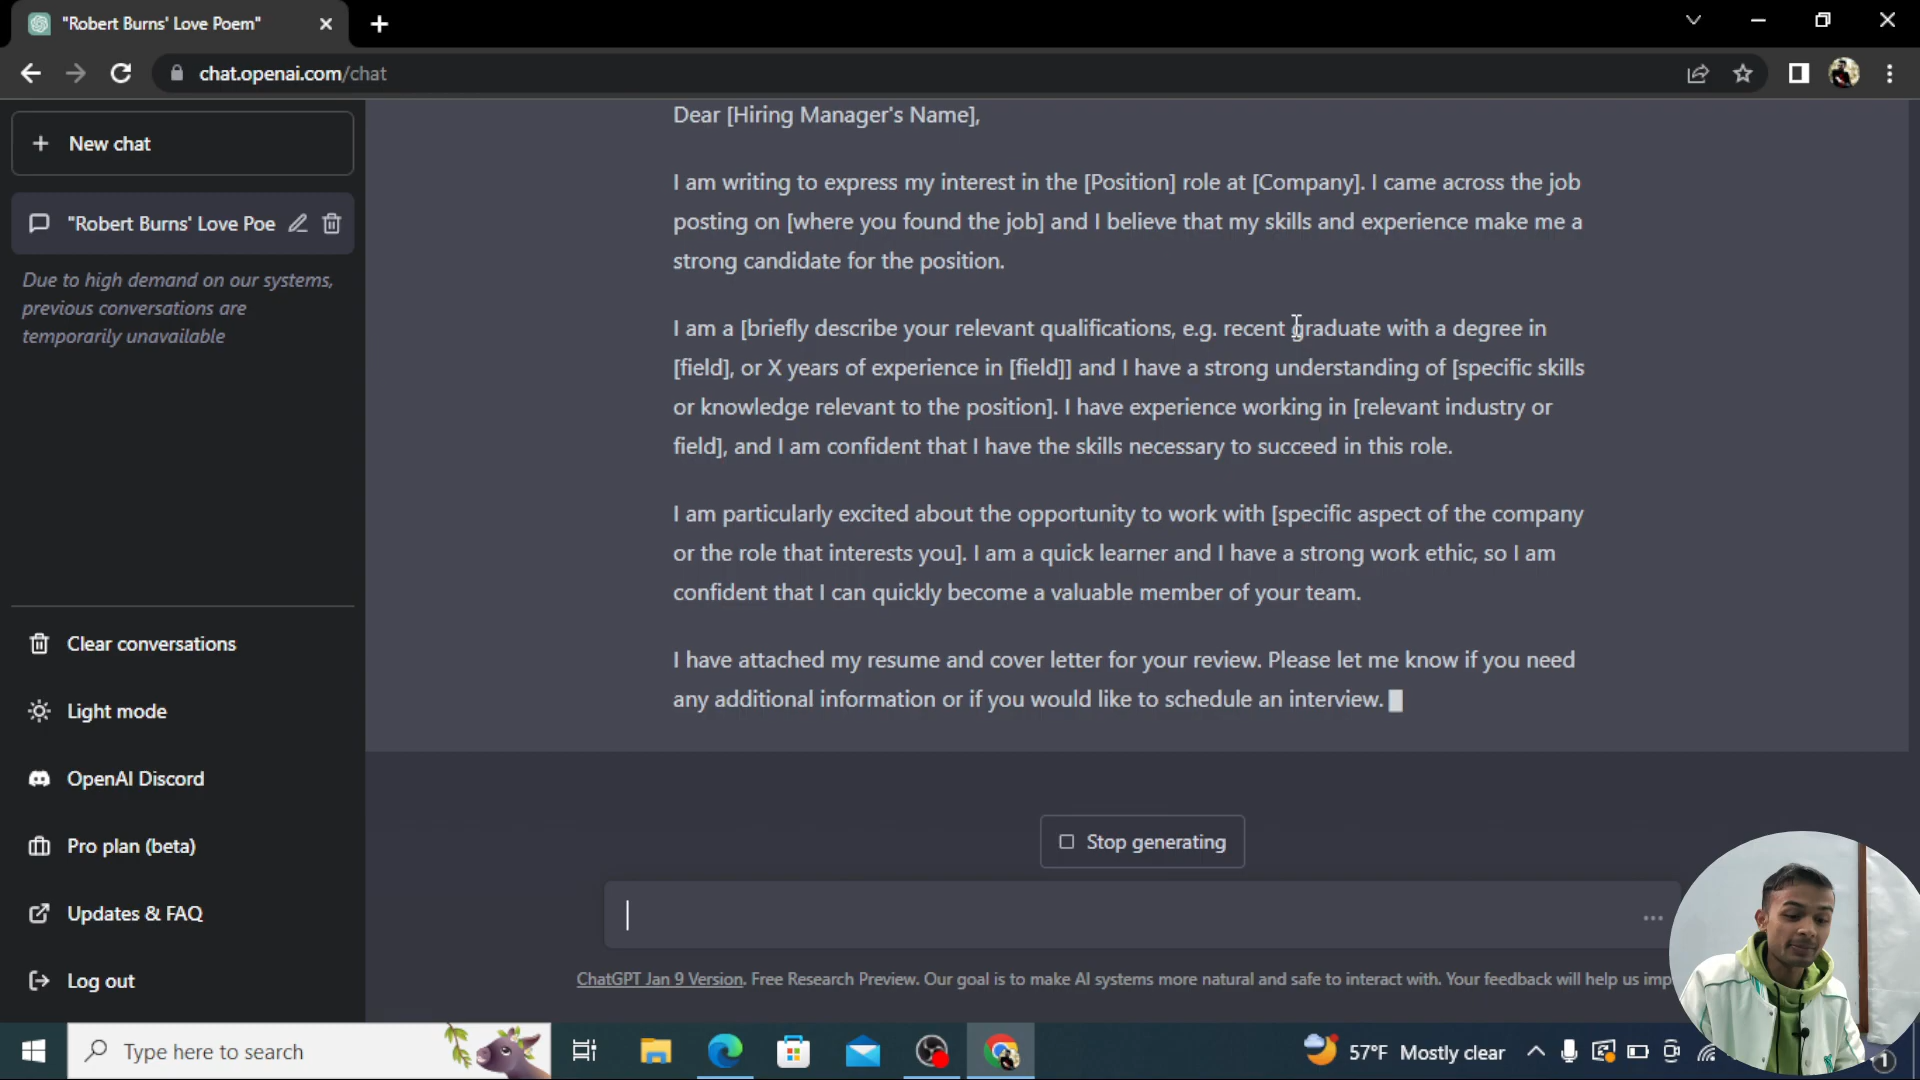 "Robert Burns' Love Poem"
chat.openai.com/chat
New chat
"Robert Burns' Love Poe
Due to high demand on our systems,
previous conversations are
temporarily unavailable
Clear conversations
Light mode
OpenAI Discord
Pro plan (beta)
Updates & FAQ
Log out
Dear [Hiring Manager's Name],
I am writing to express my interest in the [Position] role at [Company]. I came across the job
posting on [where you found the job] and I believe that my skills and experience make me a
strong candidate for the position.
I am a [briefly describe your relevant qualifications, e.g. recent graduate with a degree in
[field], or X years of experience in [field]] and I have a strong understanding of [specific skills
or knowledge relevant to the position]. I have experience working in [relevant industry or
field], and I am confident that I have the skills necessary to succeed in this role.
I am particularly excited about the opportunity to work with [specific aspect of the company
or the role that interests you]. I am a quick learner and I have a strong work ethic, so I am
confident that I can quickly become a valuable member of your team.
I have attached my resume and cover letter for your review. Please let me know if you need
any additional information or if you would like to schedule an interview.
Stop generating
ChatGPT Jan 9 Version. Free Research Preview. Our goal is to make AI systems more natural and safe to interact with. Your feedback will help us imp
Type here to search
57°F Mostly clear
1